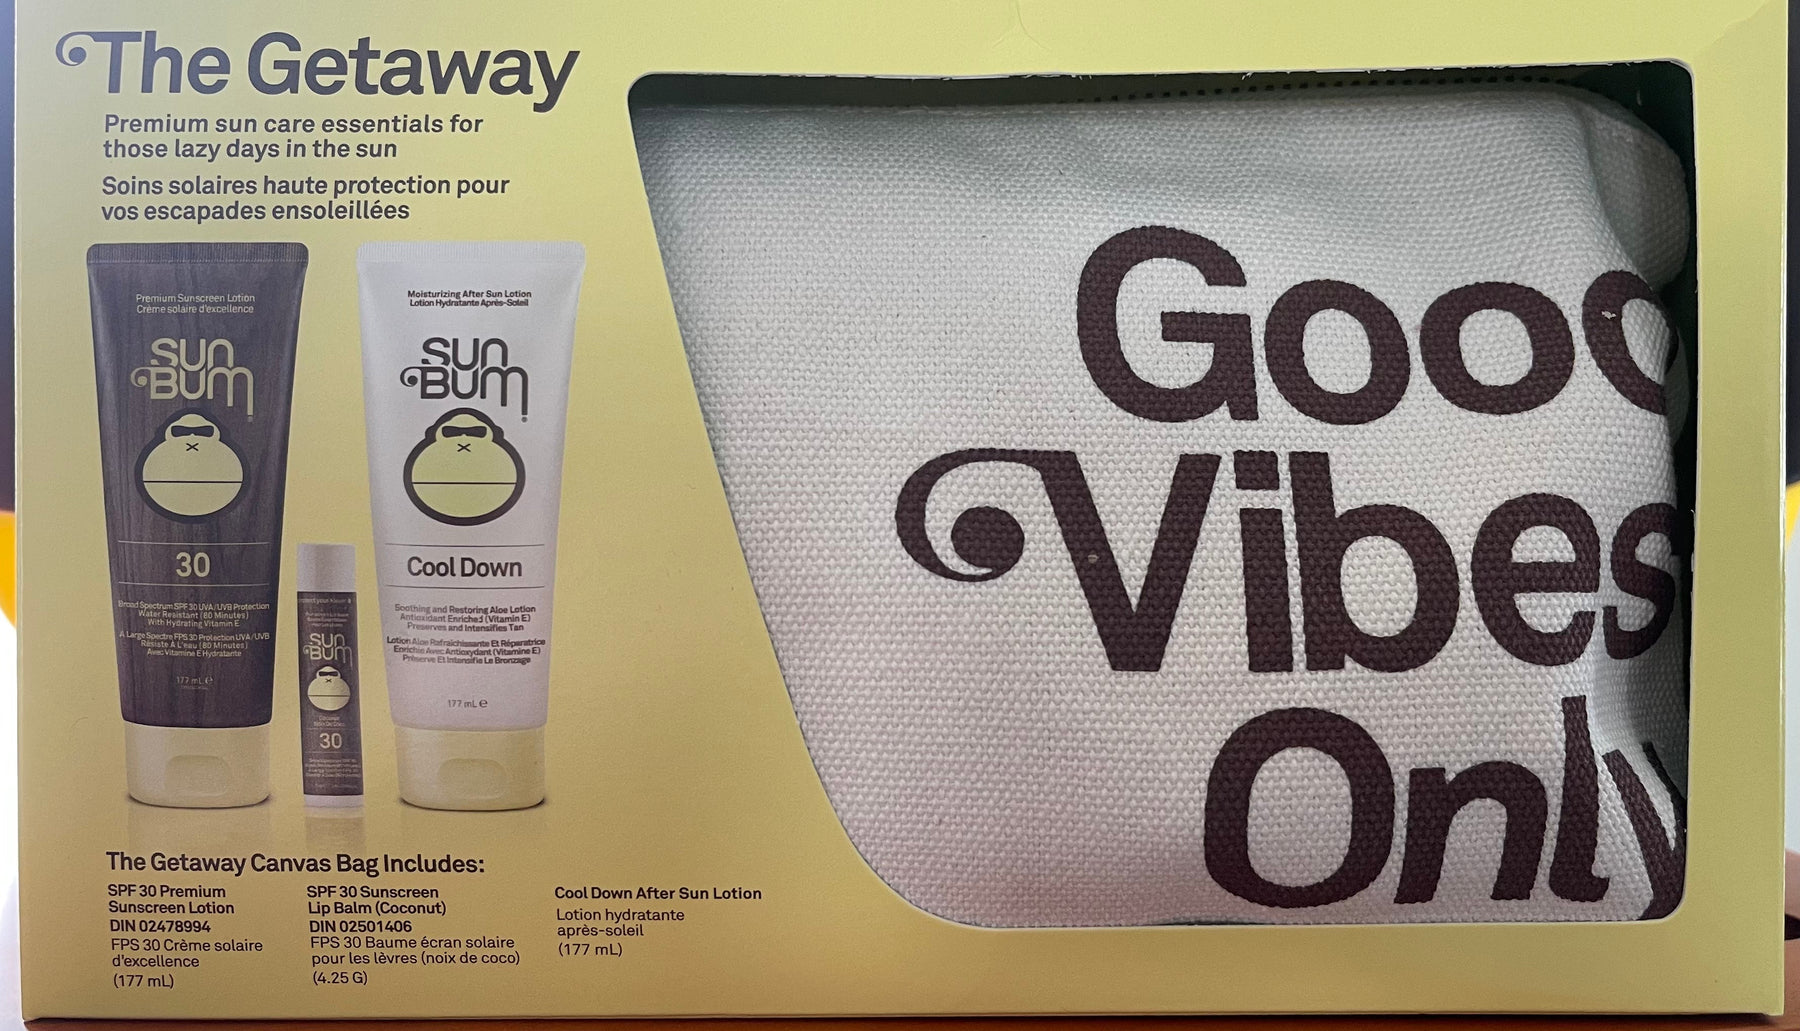 The Getaway
Premium sun care essentials for
those lazy days in the sun
Soins solaires haute protection pour
vos escapades ensoleillées
Premium Sunscreen Lotion
Crème solaire d'excellence
SUN
BUM
30
Broad Spectrum SPF 30 UVA/UVB Protection
Water Resistant (80 Minutes)
With Hydrating Vitamin E
A Large Spectre FPS 30 Protection UVA/UVB
Résiste À L'eau (80 Minutes)
Avec Vitamine E Hydratante
177 mL e
SUN
BUM
30
Moisturizing After Sun Lotion
Lotion Hydratante Après-Soleil
SUN
BUM
Cool Down
Soothing and Restoring Aloe Lotion
Antioxidant Enriched (Vitamin E)
Preserves and Intensifies Tan
Lotion Aloe Rafraîchissante Et Réparatrice
Enrichie Avec Antioxydant (Vitamine E)
Préserve Et Intensifie Le Bronzage
177 mL e
Good
Vibes
Only
The Getaway Canvas Bag Includes:
SPF 30 Premium
Sunscreen Lotion
DIN 02478994
FPS 30 Crème solaire
d'excellence
(177 mL)
SPF 30 Sunscreen
Lip Balm (Coconut)
DIN 02501406
FPS 30 Baume écran solaire
pour les lèvres (noix de coco)
(4.25 G)
Cool Down After Sun Lotion
Lotion hydratante
après-soleil
(177 mL)